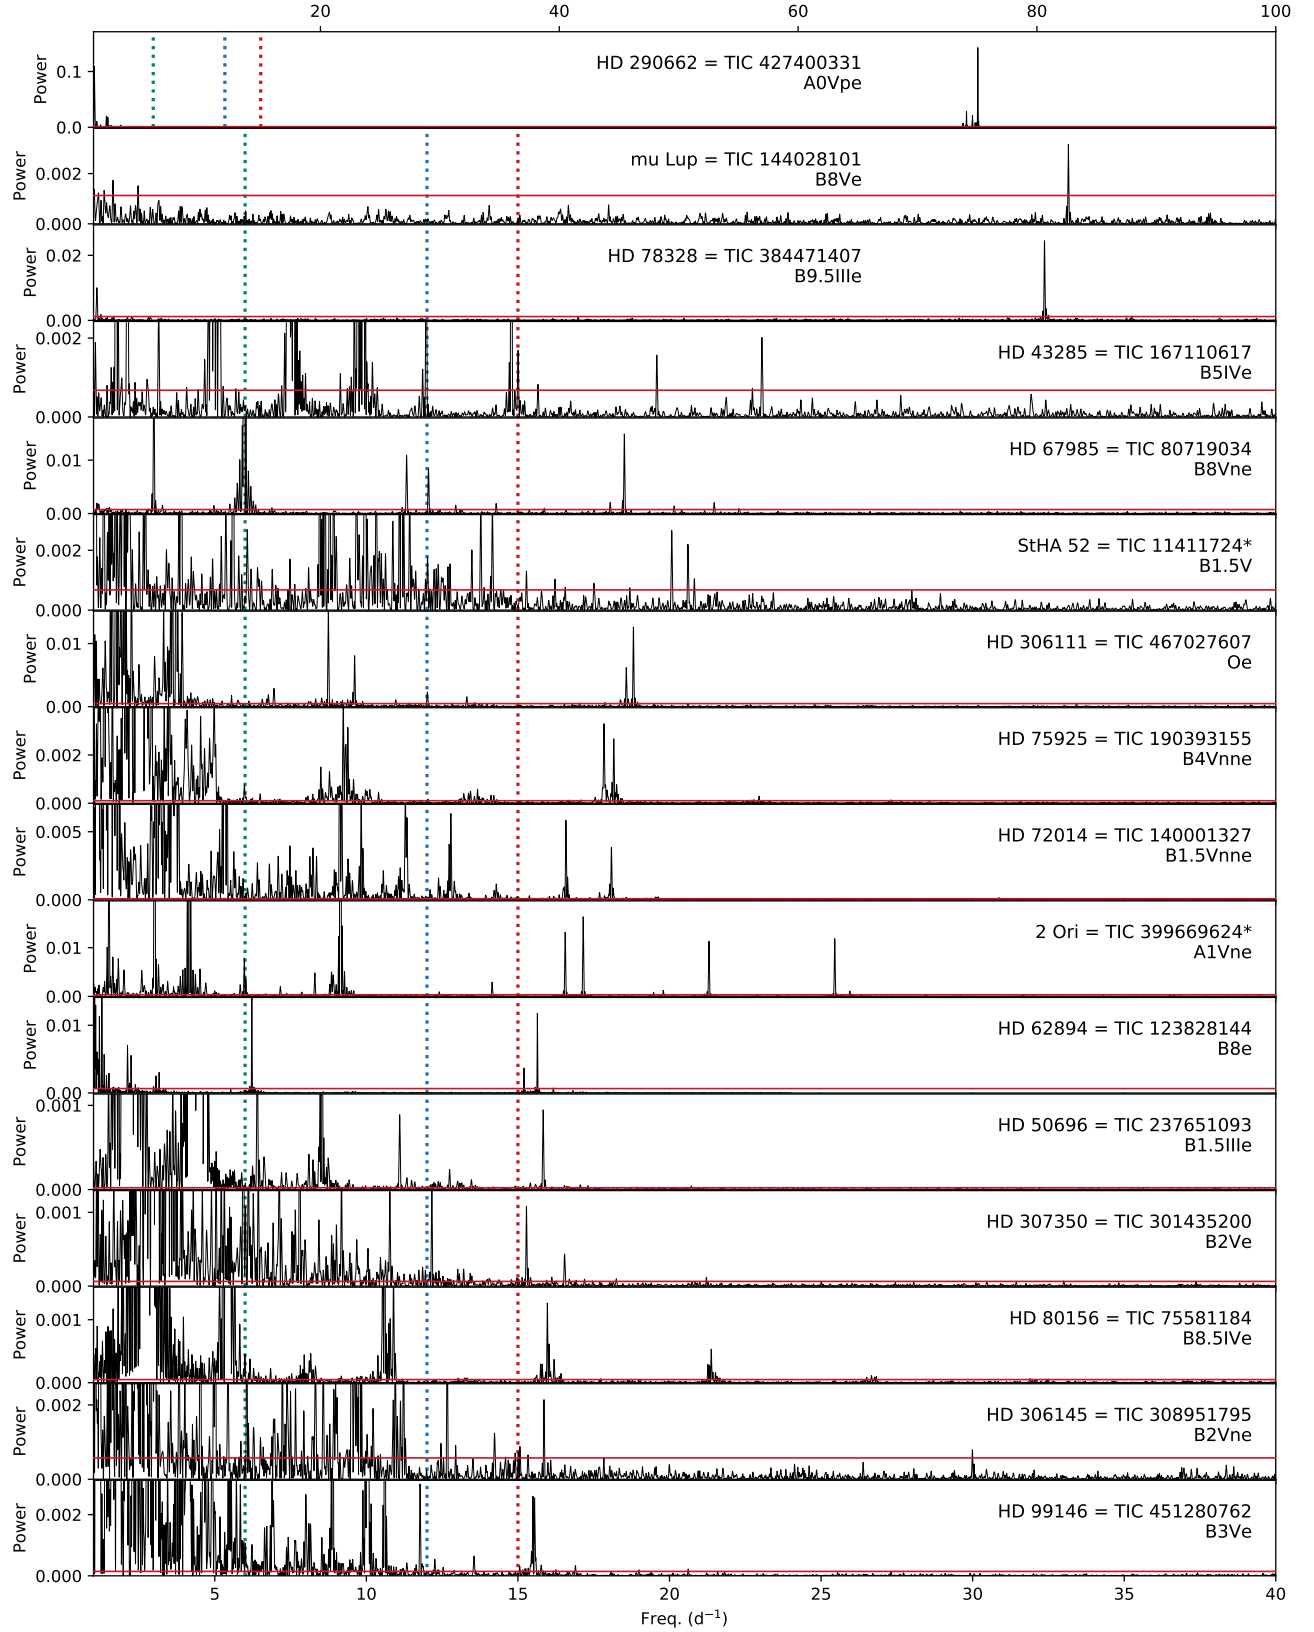 20 40 60 80 100
Power
0.1
0.0
HD 290662 = TIC 427400331
A0Vpe
Power
0.002
0.000
mu Lup = TIC 144028101
B8Ve
Power
0.02
0.00
HD 78328 = TIC 384471407
B9.5IIIe
Power
0.002
0.000
HD 43285 = TIC 167110617
B5IVe
Power
0.01
0.00
HD 67985 = TIC 80719034
B8Vne
Power
0.002
0.000
StHA 52 = TIC 11411724*
B1.5V
Power
0.01
0.00
HD 306111 = TIC 467027607
Oe
Power
0.002
0.000
HD 75925 = TIC 190393155
B4Vnne
Power
0.005
0.000
HD 72014 = TIC 140001327
B1.5Vnne
Power
0.01
0.00
2 Ori = TIC 399669624*
A1Vne
Power
0.01
0.00
HD 62894 = TIC 123828144
B8e
Power
0.001
0.000
HD 50696 = TIC 237651093
B1.5IIIe
Power
0.001
0.000
HD 307350 = TIC 301435200
B2Ve
Power
0.001
0.000
HD 80156 = TIC 75581184
B8.5IVe
Power
0.002
0.000
HD 306145 = TIC 308951795
B2Vne
Power
0.002
0.000
HD 99146 = TIC 451280762
B3Ve
5 10 15 20 25 30 35 40
Freq. (d⁻¹)